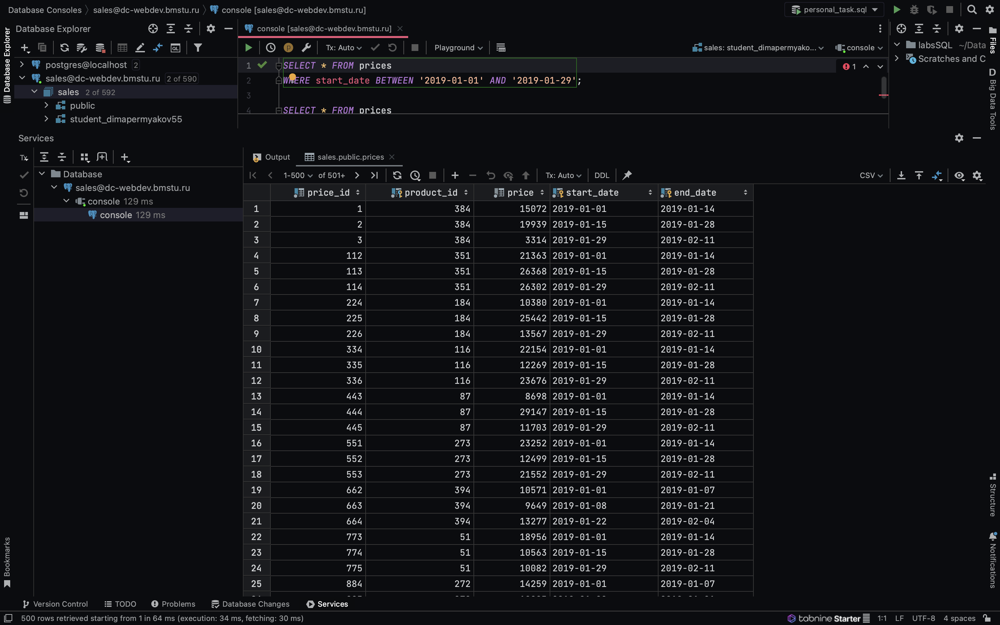 Database Consoles sales@dc-webdev.bmstu.ru console [sales@dc-webdev.bmstu.ru] personal_task.sql
Database Explorer
console [sales@dc-webdev.bmstu.ru]
Tx: Auto Playground sales: student_dimapermyako... console
QL
postgres@localhost 2
sales@dc-webdev.bmstu.ru 2 of 590
sales 2 of 592
public
student_dimapermyakov55
1 SELECT * FROM prices
2 WHERE start_date BETWEEN '2019-01-01' AND '2019-01-29';
3
4 SELECT * FROM prices
1
labsSQL ~/Data
Scratches and C
Database Explorer
Files
D Big Data Tools
Services
Tx
Output sales.public.prices
1-500 of 501+ Tx: Auto DDL CSV
Database
sales@dc-webdev.bmstu.ru
console 129 ms
console 129 ms
price_id product_id price start_date end_date
1 1 384 15072 2019-01-01 2019-01-14
2 2 384 19939 2019-01-15 2019-01-28
3 3 384 3314 2019-01-29 2019-02-11
4 112 351 21363 2019-01-01 2019-01-14
5 113 351 26368 2019-01-15 2019-01-28
6 114 351 26302 2019-01-29 2019-02-11
7 224 184 10380 2019-01-01 2019-01-14
8 225 184 25442 2019-01-15 2019-01-28
9 226 184 13567 2019-01-29 2019-02-11
10 334 116 22154 2019-01-01 2019-01-14
11 335 116 12269 2019-01-15 2019-01-28
12 336 116 23676 2019-01-29 2019-02-11
13 443 87 8698 2019-01-01 2019-01-14
14 444 87 29147 2019-01-15 2019-01-28
15 445 87 11703 2019-01-29 2019-02-11
16 551 273 23252 2019-01-01 2019-01-14
17 552 273 12499 2019-01-15 2019-01-28
18 553 273 21552 2019-01-29 2019-02-11
19 662 394 10571 2019-01-01 2019-01-07
20 663 394 9649 2019-01-08 2019-01-21
21 664 394 13277 2019-01-22 2019-02-04
22 773 51 18956 2019-01-01 2019-01-14
23 774 51 10563 2019-01-15 2019-01-28
24 775 51 10082 2019-01-29 2019-02-11
25 884 272 14259 2019-01-01 2019-01-07
Bookmarks
Structure
Notifications
Version Control TODO Problems Database Changes Services
500 rows retrieved starting from 1 in 64 ms (execution: 34 ms, fetching: 30 ms) tabnine Starter 1:1 LF UTF-8 4 spaces